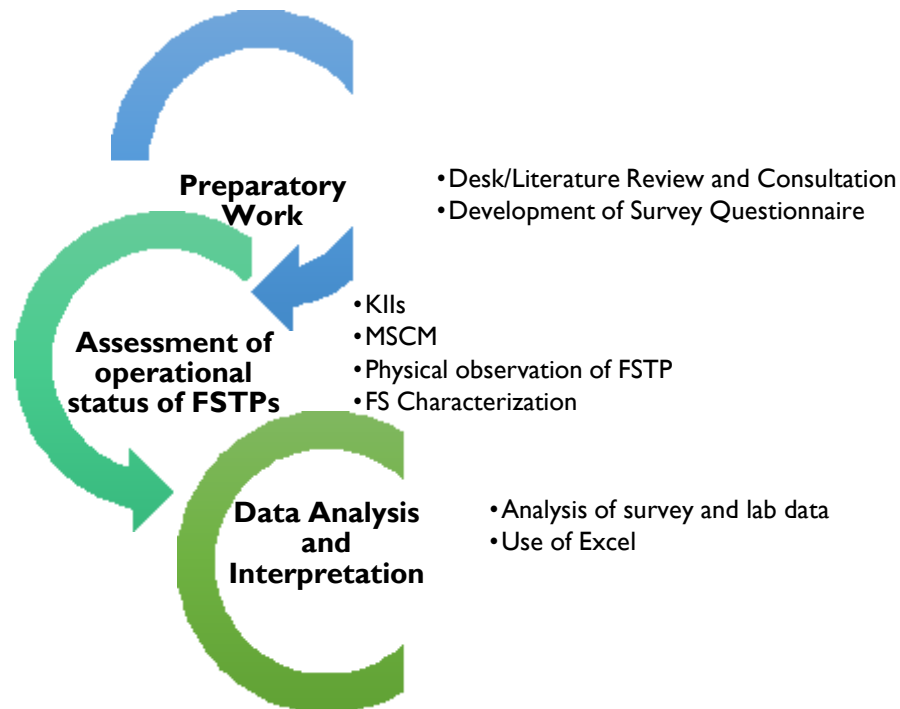 Preparatory
Work
•Desk/Literature Review and Consultation
•Development of Survey Questionnaire
Assessment of
operational
status of FSTPs
•KIIs
•MSCM
•Physical observation of FSTP
•FS Characterization
Data Analysis
and
Interpretation
•Analysis of survey and lab data
•Use of Excel